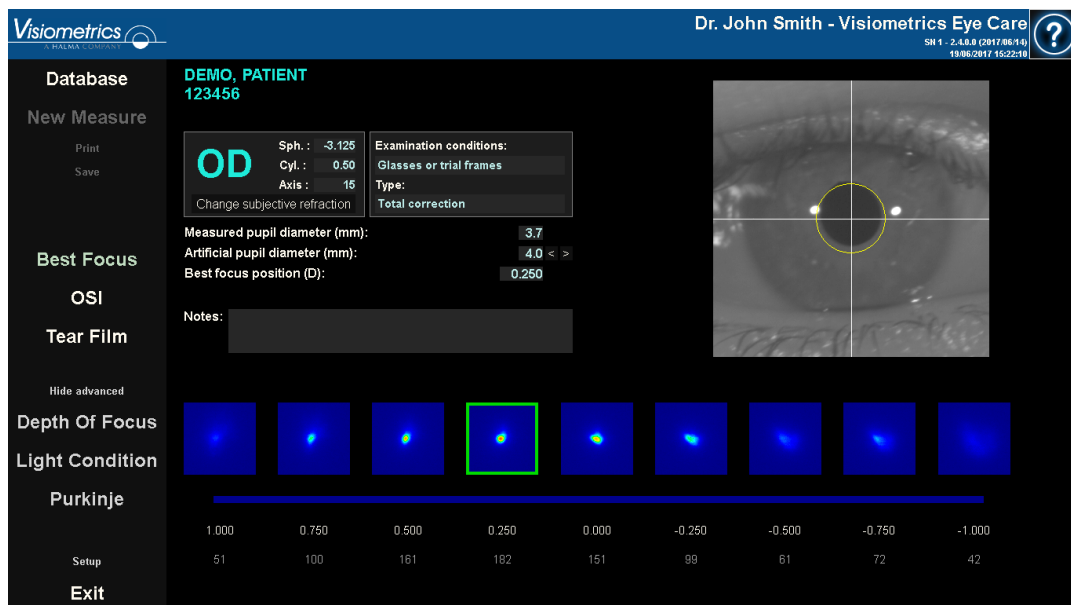 Visiometrics
A HALMA COMPANY
Dr. John Smith - Visiometrics Eye Care
SN 1 - 2.4.0.0 (2017/06/14)
19/06/2017 15:22:10
?
Database
New Measure
Print
Save
Best Focus
OSI
Tear Film
Hide advanced
Depth Of Focus
Light Condition
Purkinje
Setup
Exit
DEMO, PATIENT
123456
OD
Sph. : -3.125
Cyl. : 0.50
Axis : 15
Change subjective refraction
Examination conditions:
Glasses or trial frames
Type:
Total correction
Measured pupil diameter (mm): 3.7
Artificial pupil diameter (mm): 4.0 < >
Best focus position (D): 0.250
Notes:
1.000 0.750 0.500 0.250 0.000 -0.250 -0.500 -0.750 -1.000
51 100 161 182 151 99 61 72 42